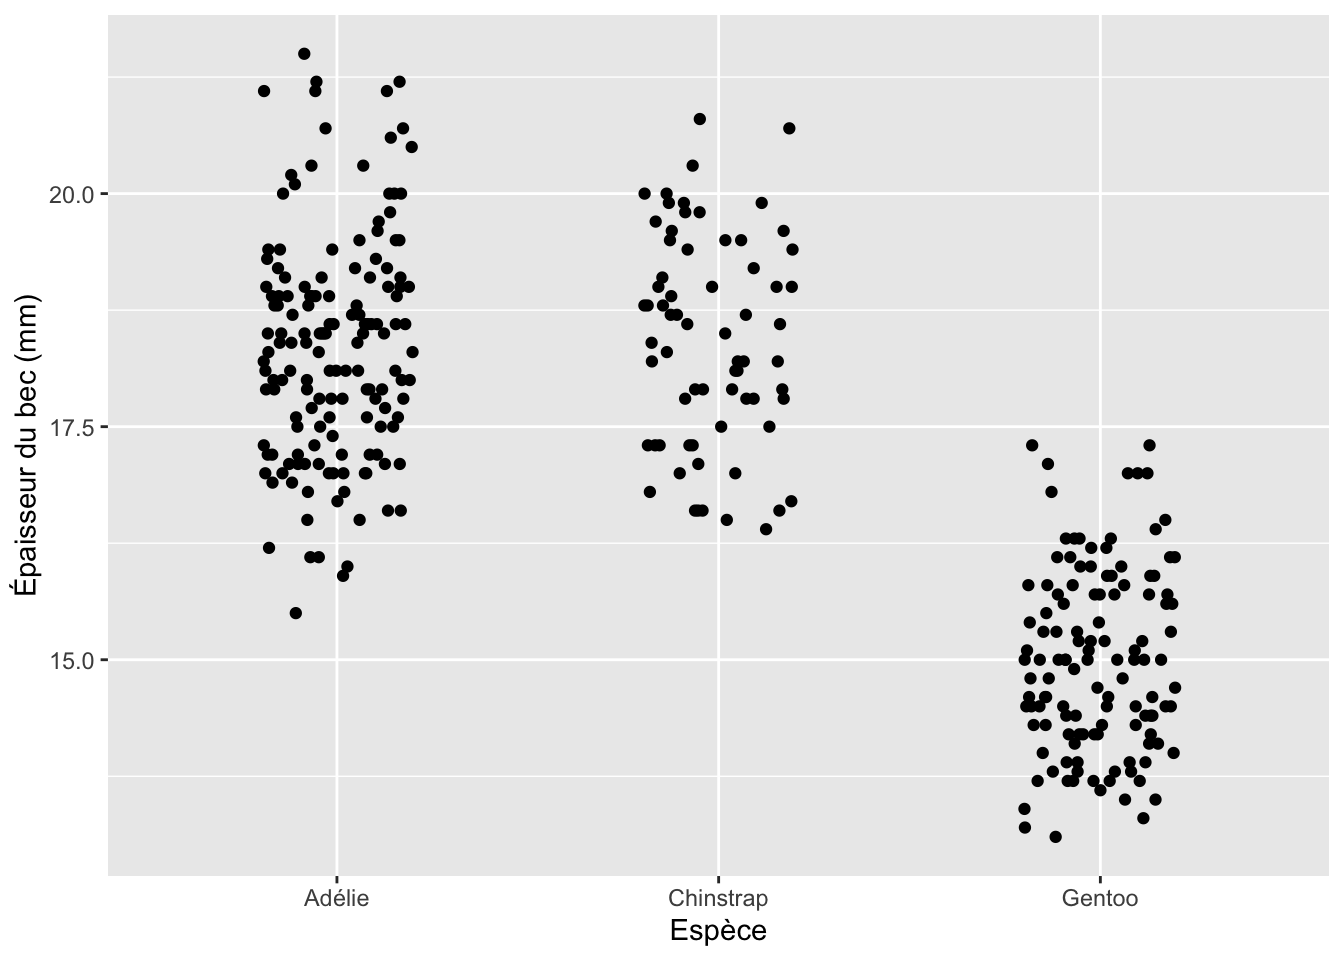 Épaisseur du bec (mm)
20.0
17.5
15.0
Adélie
Chinstrap
Gentoo
Espèce